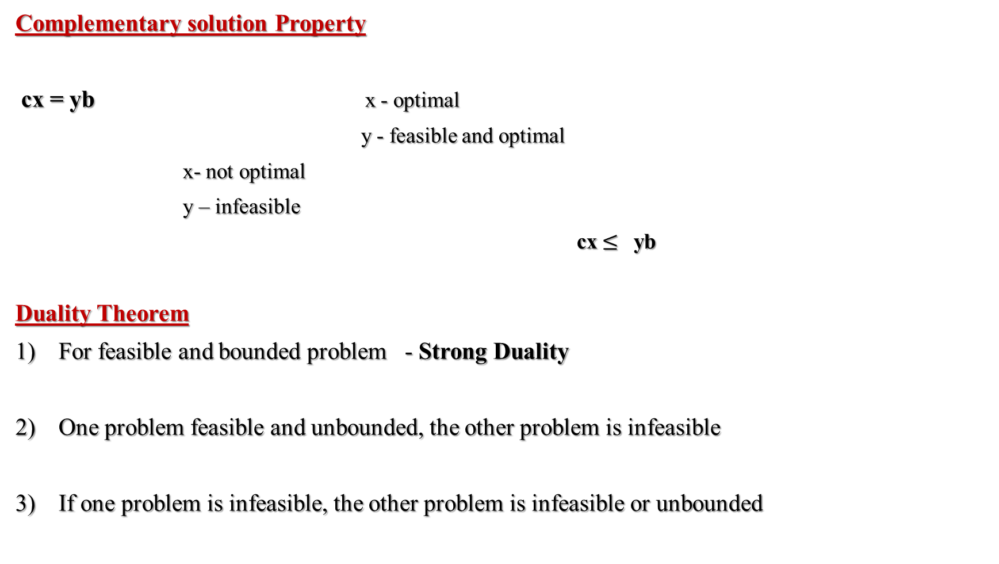 Complementary solution Property
cx = yb x - optimal
y - feasible and optimal
x- not optimal
y – infeasible
cx ≤ yb
Duality Theorem
1) For feasible and bounded problem - Strong Duality
2) One problem feasible and unbounded, the other problem is infeasible
3) If one problem is infeasible, the other problem is infeasible or unbounded